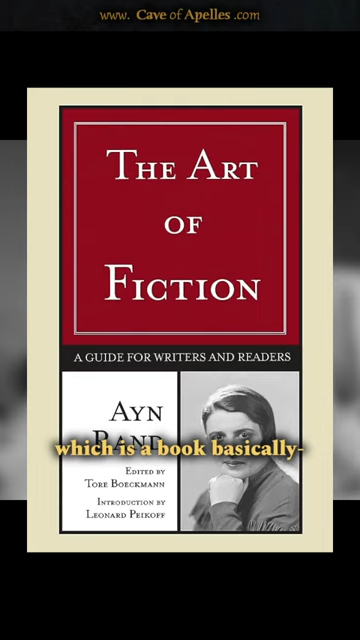 www. Cave of Apelles .com
THE ART
OF
FICTION
A GUIDE FOR WRITERS AND READERS
AYN
RAND
which is a book basically-
EDITED BY
TORE BOECKMANN
INTRODUCTION BY
LEONARD PEIKOFF